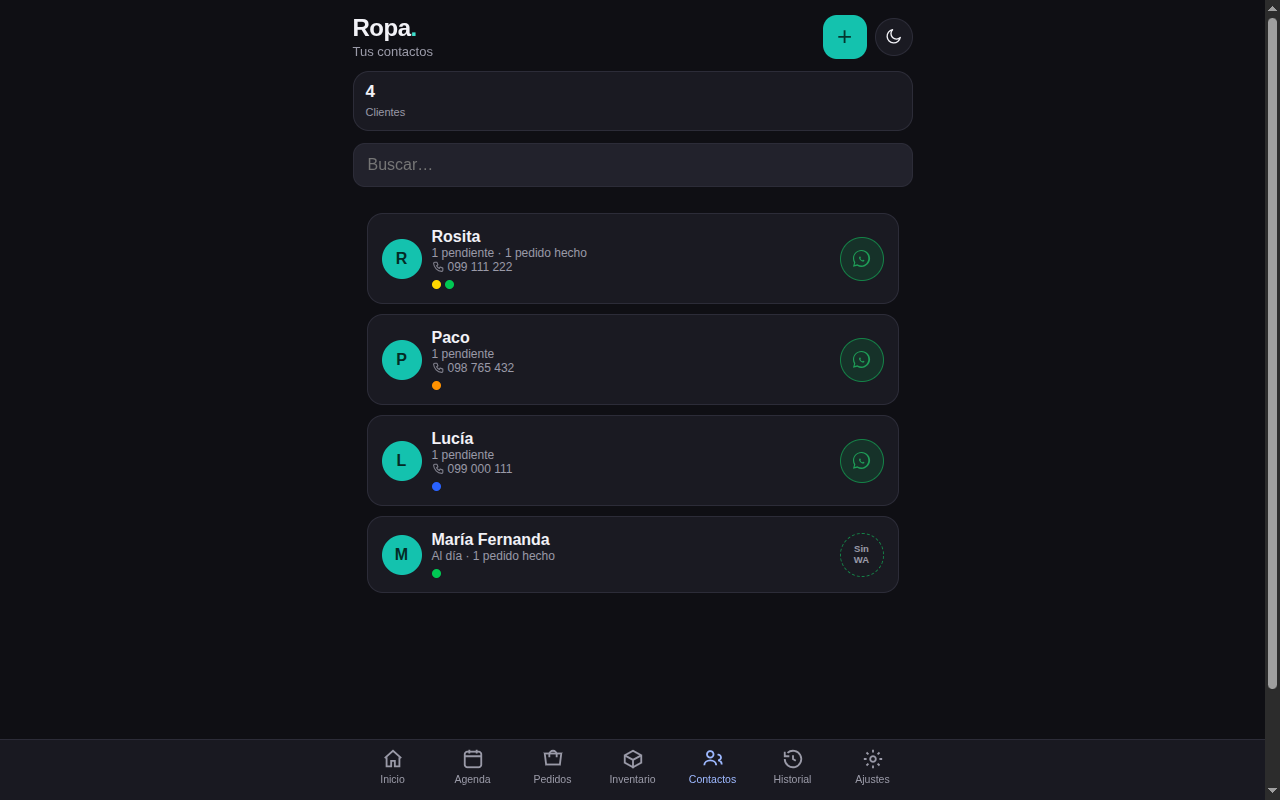 Ropa.
Tus contactos
4
Clientes
Buscar…
R
Rosita
1 pendiente · 1 pedido hecho
099 111 222
P
Paco
1 pendiente
098 765 432
L
Lucía
1 pendiente
099 000 111
M
María Fernanda
Al día · 1 pedido hecho
Sin
WA
Inicio
Agenda
Pedidos
Inventario
Contactos
Historial
Ajustes